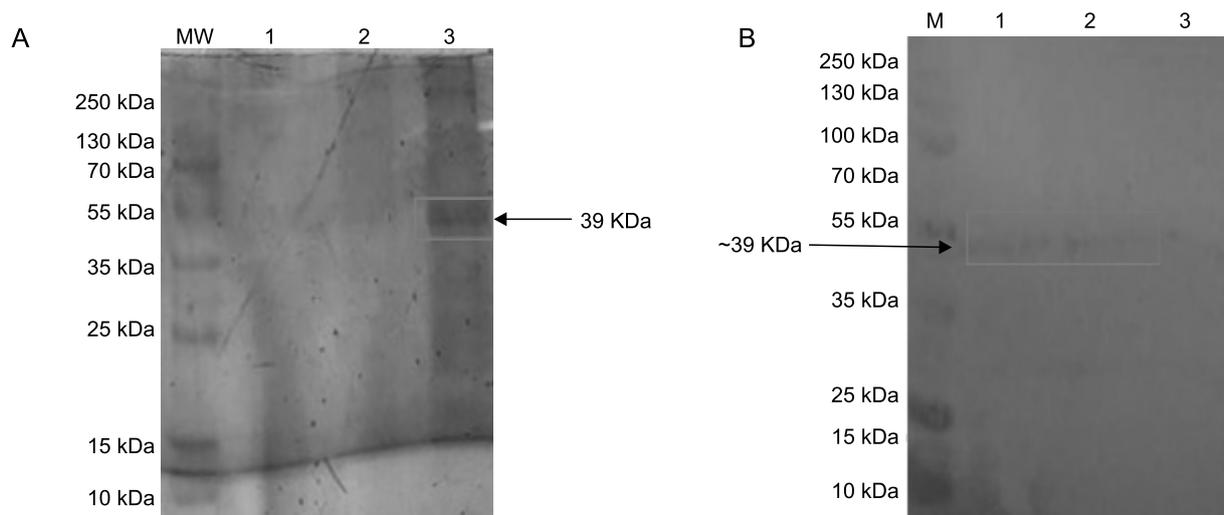 A
MW 1 2 3
250 kDa
130 kDa
70 kDa
55 kDa
35 kDa
25 kDa
15 kDa
10 kDa
39 KDa
B
M 1 2 3
250 kDa
130 kDa
100 kDa
70 kDa
55 kDa
~39 KDa
35 kDa
25 kDa
15 kDa
10 kDa